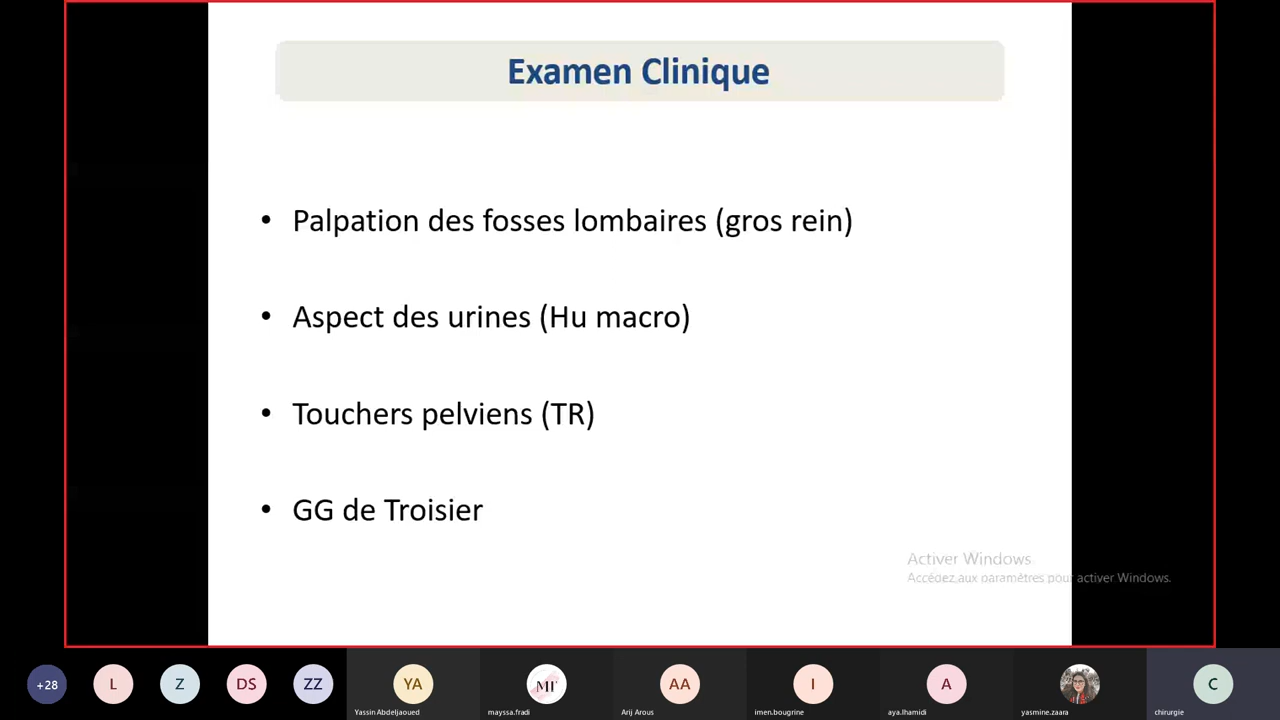 Examen Clinique
• Palpation des fosses lombaires (gros rein)
• Aspect des urines (Hu macro)
• Touchers pelviens (TR)
• GG de Troisier
Activer Windows
Accédez aux paramètres pour activer Windows.
+28
L
Z
DS
ZZ
YA
MF
AA
I
A
C
Yassin Abdeljaoued
mayssa.fradi
Arij Arous
imen.bougrine
aya.lhamidi
yasmine.zaara
chirurgie